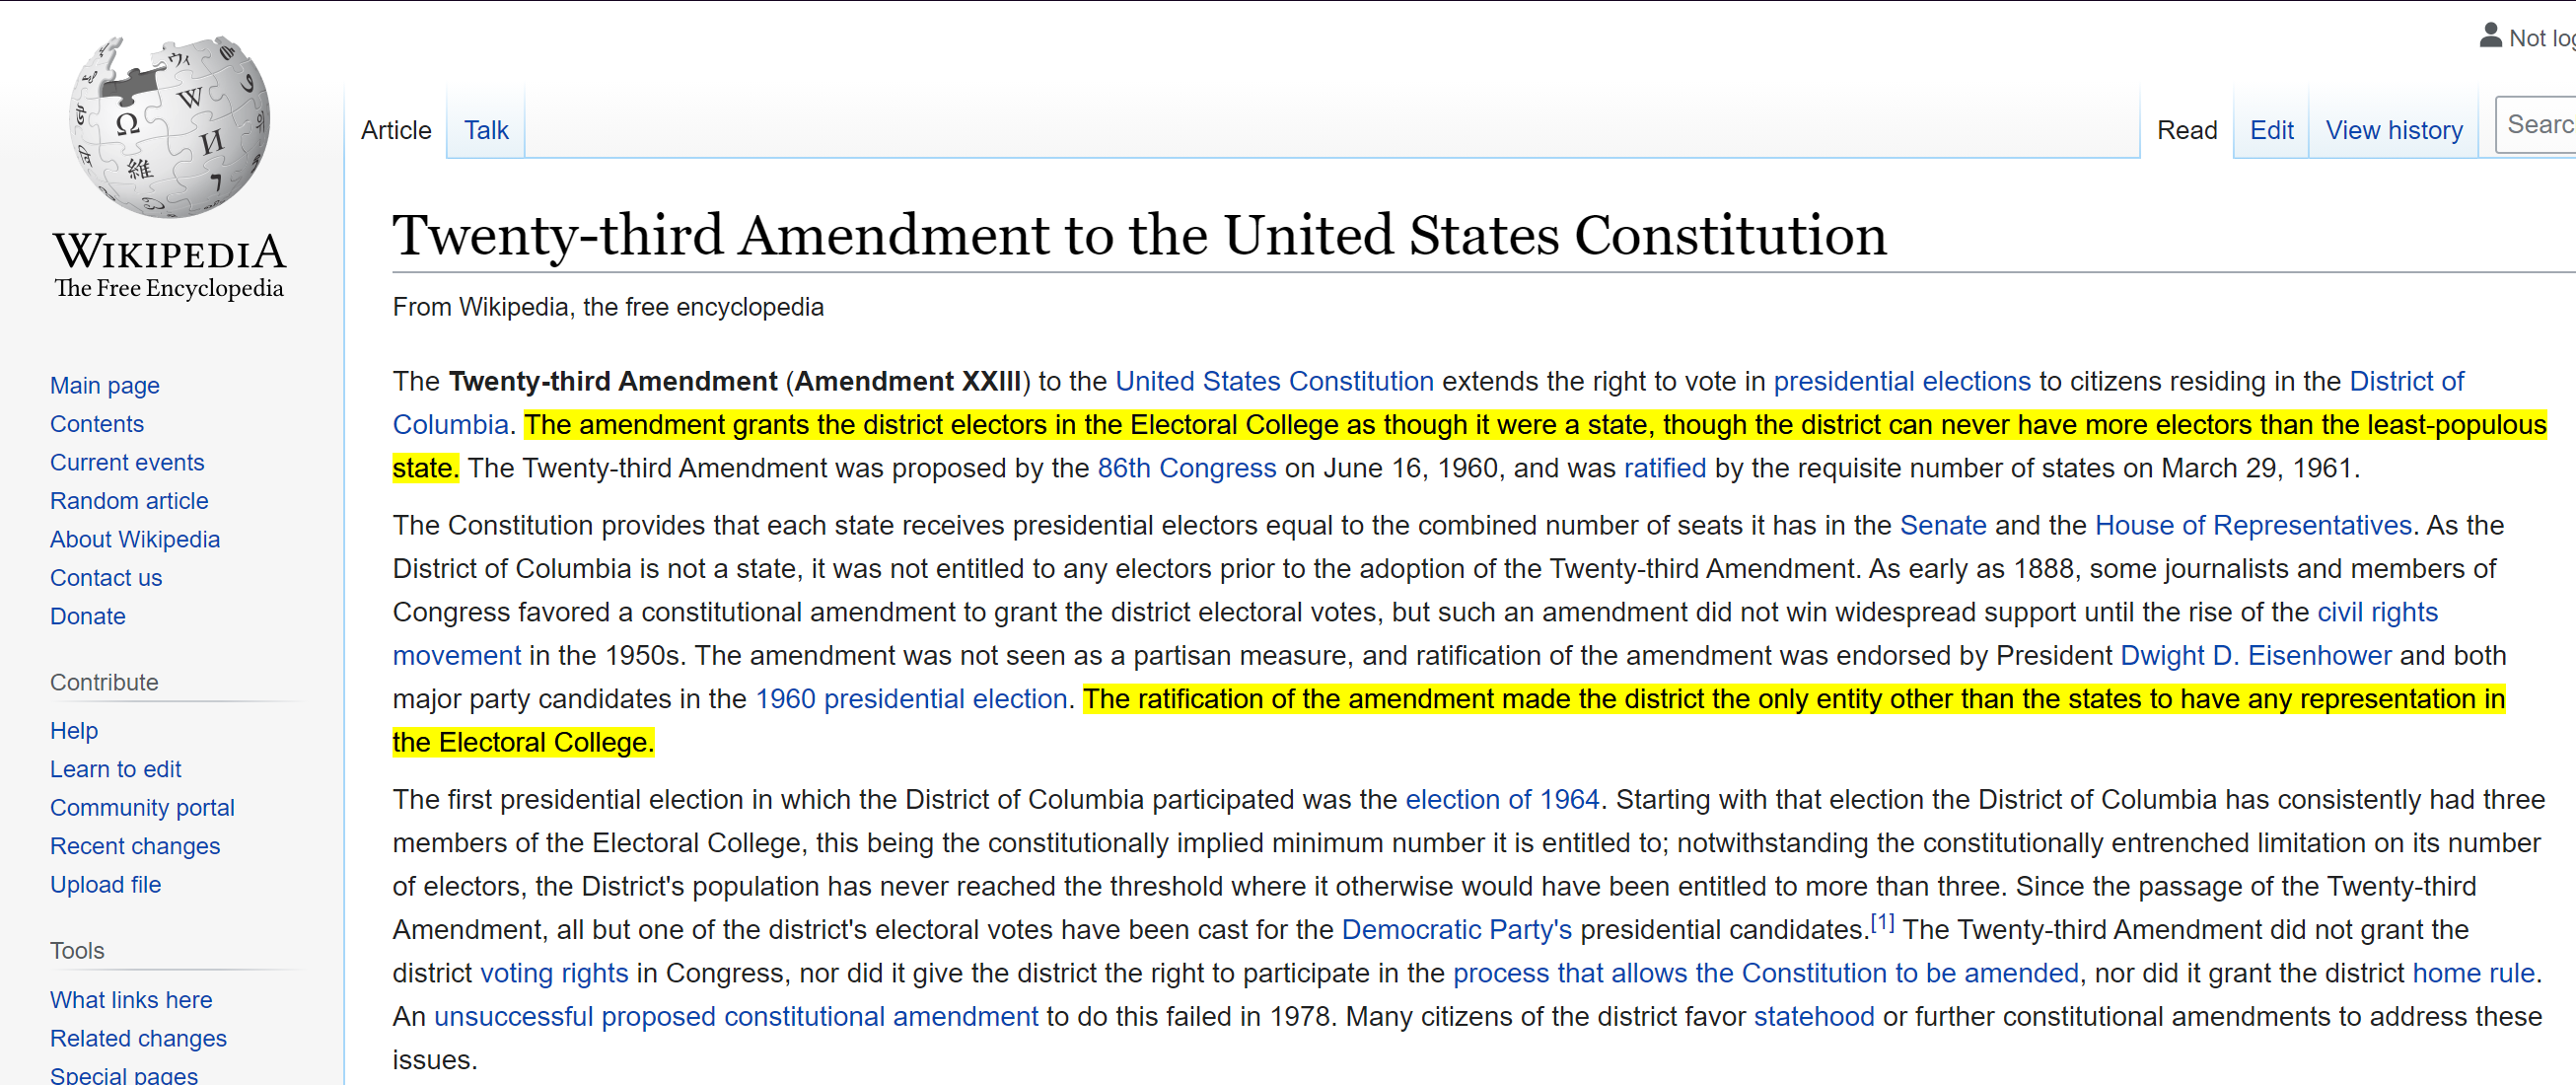 Not log
Article
Talk
Read
Edit
View history
Searc
WIKIPEDIA
The Free Encyclopedia
Main page
Contents
Current events
Random article
About Wikipedia
Contact us
Donate
Contribute
Help
Learn to edit
Community portal
Recent changes
Upload file
Tools
What links here
Related changes
Special pages
Twenty-third Amendment to the United States Constitution
From Wikipedia, the free encyclopedia
The Twenty-third Amendment (Amendment XXIII) to the United States Constitution extends the right to vote in presidential elections to citizens residing in the District of
Columbia. The amendment grants the district electors in the Electoral College as though it were a state, though the district can never have more electors than the least-populous
state. The Twenty-third Amendment was proposed by the 86th Congress on June 16, 1960, and was ratified by the requisite number of states on March 29, 1961.
The Constitution provides that each state receives presidential electors equal to the combined number of seats it has in the Senate and the House of Representatives. As the
District of Columbia is not a state, it was not entitled to any electors prior to the adoption of the Twenty-third Amendment. As early as 1888, some journalists and members of
Congress favored a constitutional amendment to grant the district electoral votes, but such an amendment did not win widespread support until the rise of the civil rights
movement in the 1950s. The amendment was not seen as a partisan measure, and ratification of the amendment was endorsed by President Dwight D. Eisenhower and both
major party candidates in the 1960 presidential election. The ratification of the amendment made the district the only entity other than the states to have any representation in
the Electoral College.
The first presidential election in which the District of Columbia participated was the election of 1964. Starting with that election the District of Columbia has consistently had three
members of the Electoral College, this being the constitutionally implied minimum number it is entitled to; notwithstanding the constitutionally entrenched limitation on its number
of electors, the District's population has never reached the threshold where it otherwise would have been entitled to more than three. Since the passage of the Twenty-third
Amendment, all but one of the district's electoral votes have been cast for the Democratic Party's presidential candidates.[1] The Twenty-third Amendment did not grant the
district voting rights in Congress, nor did it give the district the right to participate in the process that allows the Constitution to be amended, nor did it grant the district home rule.
An unsuccessful proposed constitutional amendment to do this failed in 1978. Many citizens of the district favor statehood or further constitutional amendments to address these
issues.